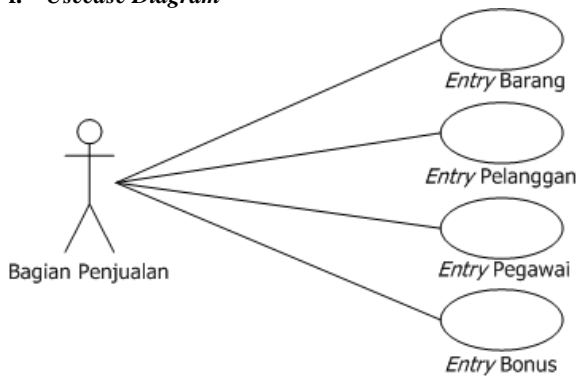 Usecase Diagram
Entry Barang
Entry Pelanggan
Entry Pegawai
Entry Bonus
Bagian Penjualan